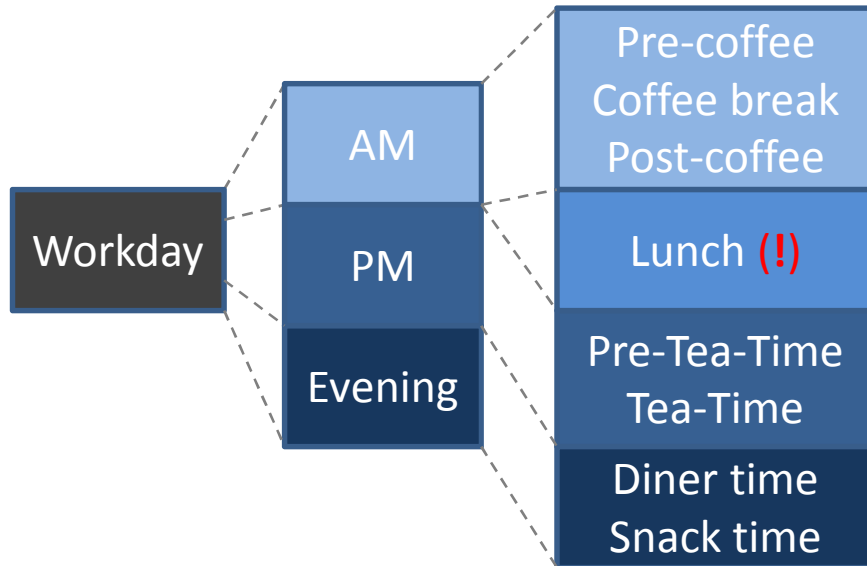 Workday
AM
PM
Evening
Pre-coffee
Coffee break
Post-coffee
Lunch (!)
Pre-Tea-Time
Tea-Time
Diner time
Snack time